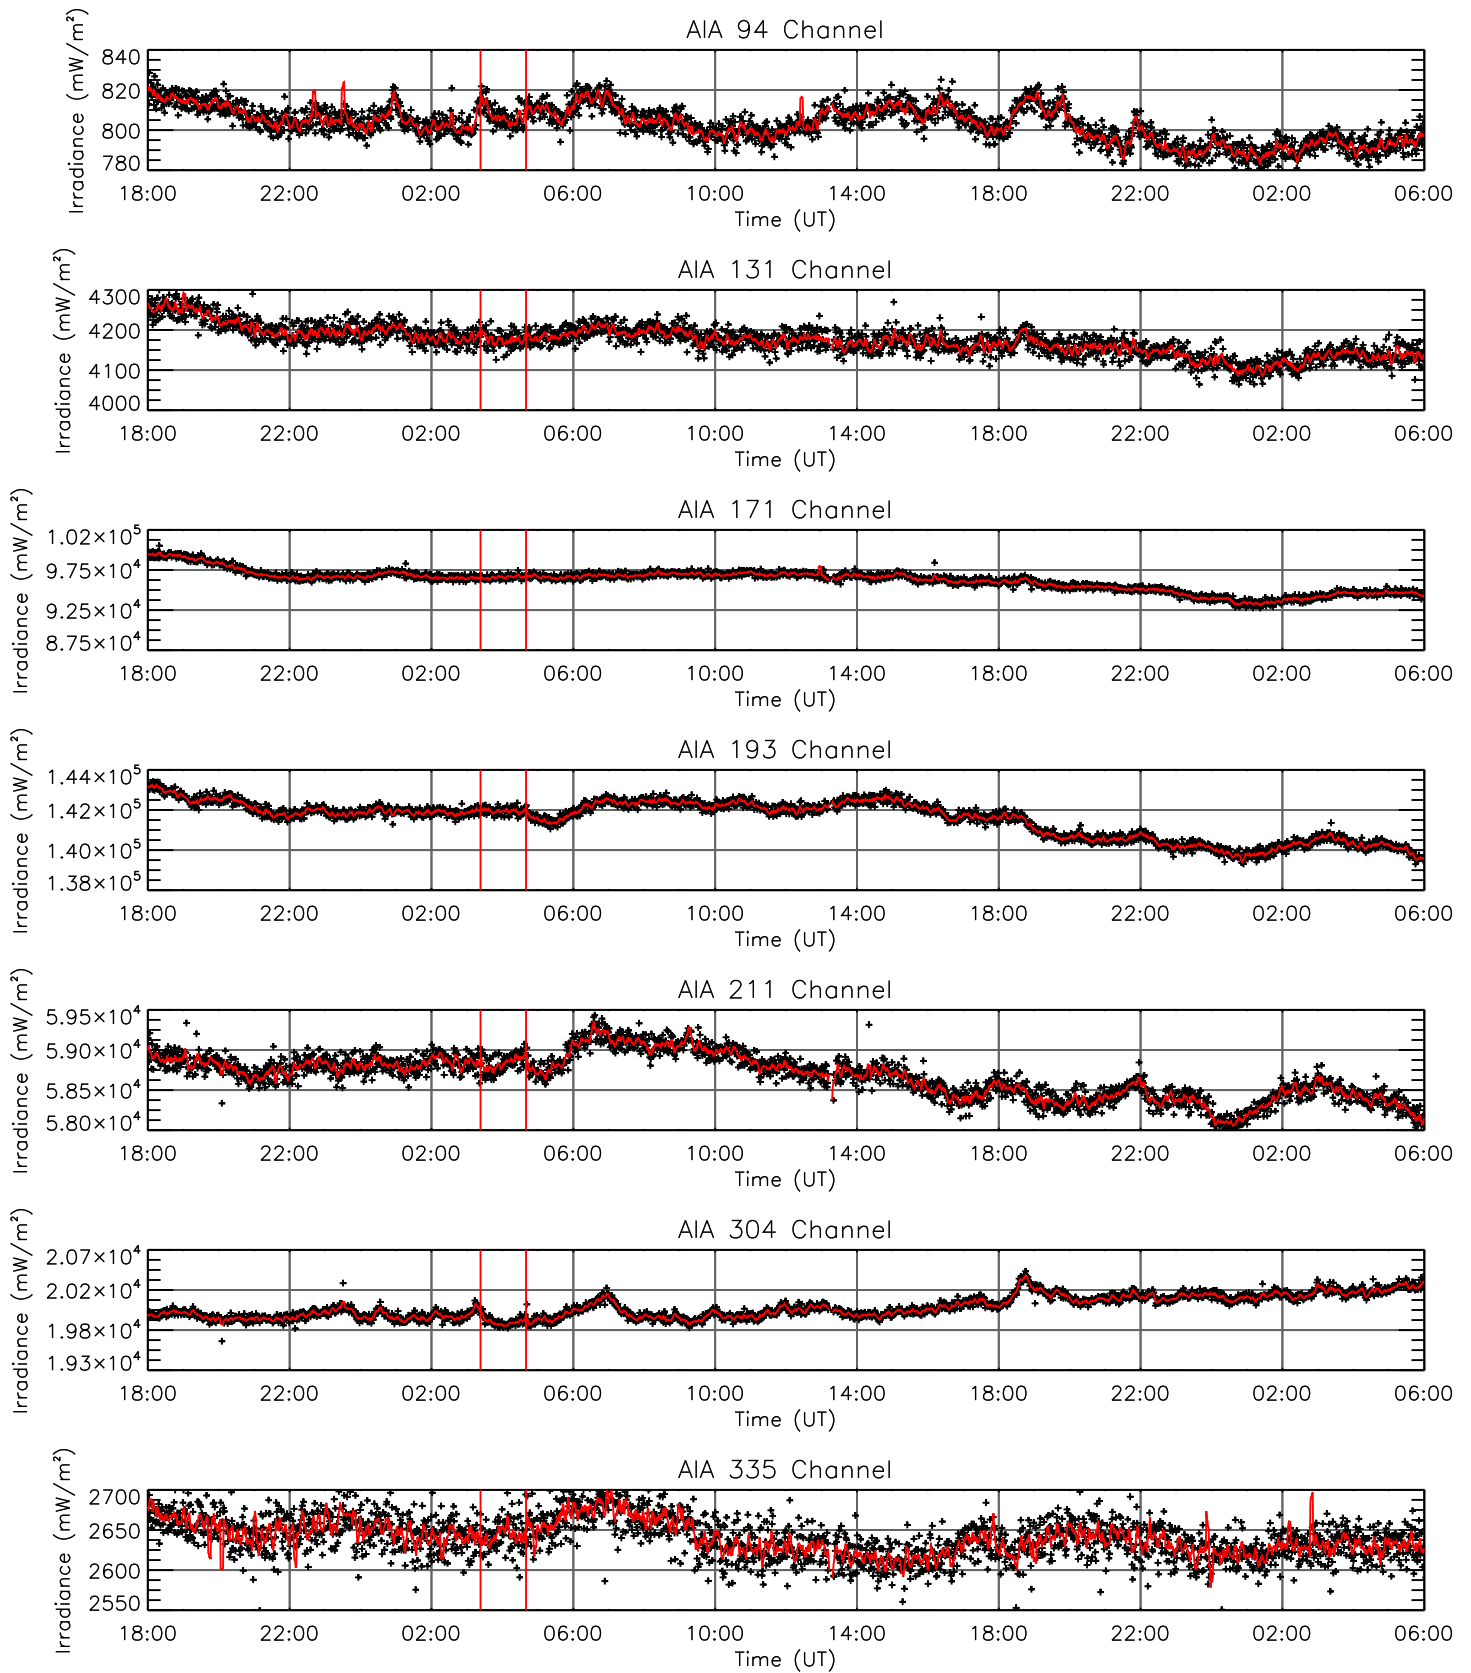 AIA 94 Channel
Irradiance (mW/m²)
840
820
800
780
18:00 22:00 02:00 06:00 10:00 14:00 18:00 22:00 02:00 06:00
Time (UT)
AIA 131 Channel
Irradiance (mW/m²)
4300
4200
4100
4000
18:00 22:00 02:00 06:00 10:00 14:00 18:00 22:00 02:00 06:00
Time (UT)
AIA 171 Channel
Irradiance (mW/m²)
1.02×10⁵
9.75×10⁴
9.25×10⁴
8.75×10⁴
18:00 22:00 02:00 06:00 10:00 14:00 18:00 22:00 02:00 06:00
Time (UT)
AIA 193 Channel
Irradiance (mW/m²)
1.44×10⁵
1.42×10⁵
1.40×10⁵
1.38×10⁵
18:00 22:00 02:00 06:00 10:00 14:00 18:00 22:00 02:00 06:00
Time (UT)
AIA 211 Channel
Irradiance (mW/m²)
5.95×10⁴
5.90×10⁴
5.85×10⁴
5.80×10⁴
18:00 22:00 02:00 06:00 10:00 14:00 18:00 22:00 02:00 06:00
Time (UT)
AIA 304 Channel
Irradiance (mW/m²)
2.07×10⁴
2.02×10⁴
1.98×10⁴
1.93×10⁴
18:00 22:00 02:00 06:00 10:00 14:00 18:00 22:00 02:00 06:00
Time (UT)
AIA 335 Channel
Irradiance (mW/m²)
2700
2650
2600
2550
18:00 22:00 02:00 06:00 10:00 14:00 18:00 22:00 02:00 06:00
Time (UT)